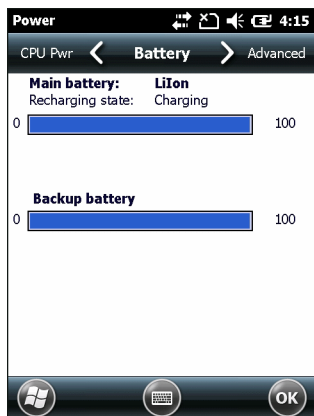 Power 4:15
CPU Pwr Battery Advanced
Main battery: LiIon
Recharging state: Charging
0 100
Backup battery
0 100
OK